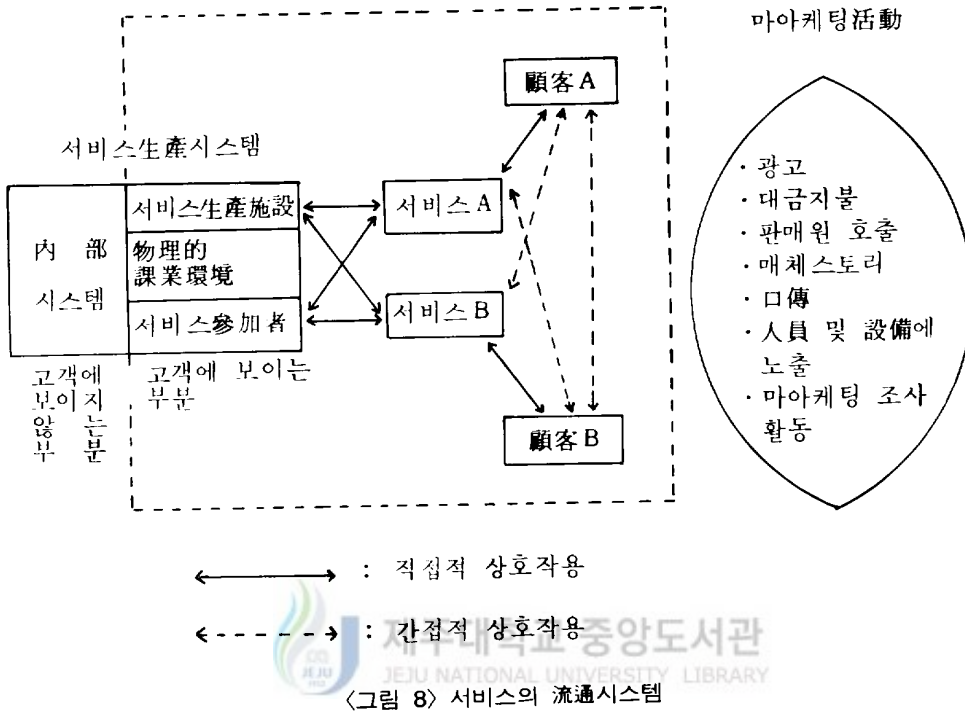 마아케팅活動
顧客 A
서비스生產시스템
서비스生產施設
서비스 A
內 部
시스템
物理的
課業環境
서비스 B
서비스參加者
고객에
보이지
않 는
부 분
고객에 보이는
부분
顧客 B
· 광고
· 대금지불
· 판매원 호출
· 매체스토리
· 口傳
· 人員 및 設備에
노출
· 마아케팅 조사
활동
: 직접적 상호작용
: 간접적 상호작용
제주대학교 중앙도서관
JEJU NATIONAL UNIVERSITY LIBRARY
JEJU
1952
〈그림 8〉 서비스의 流通시스템